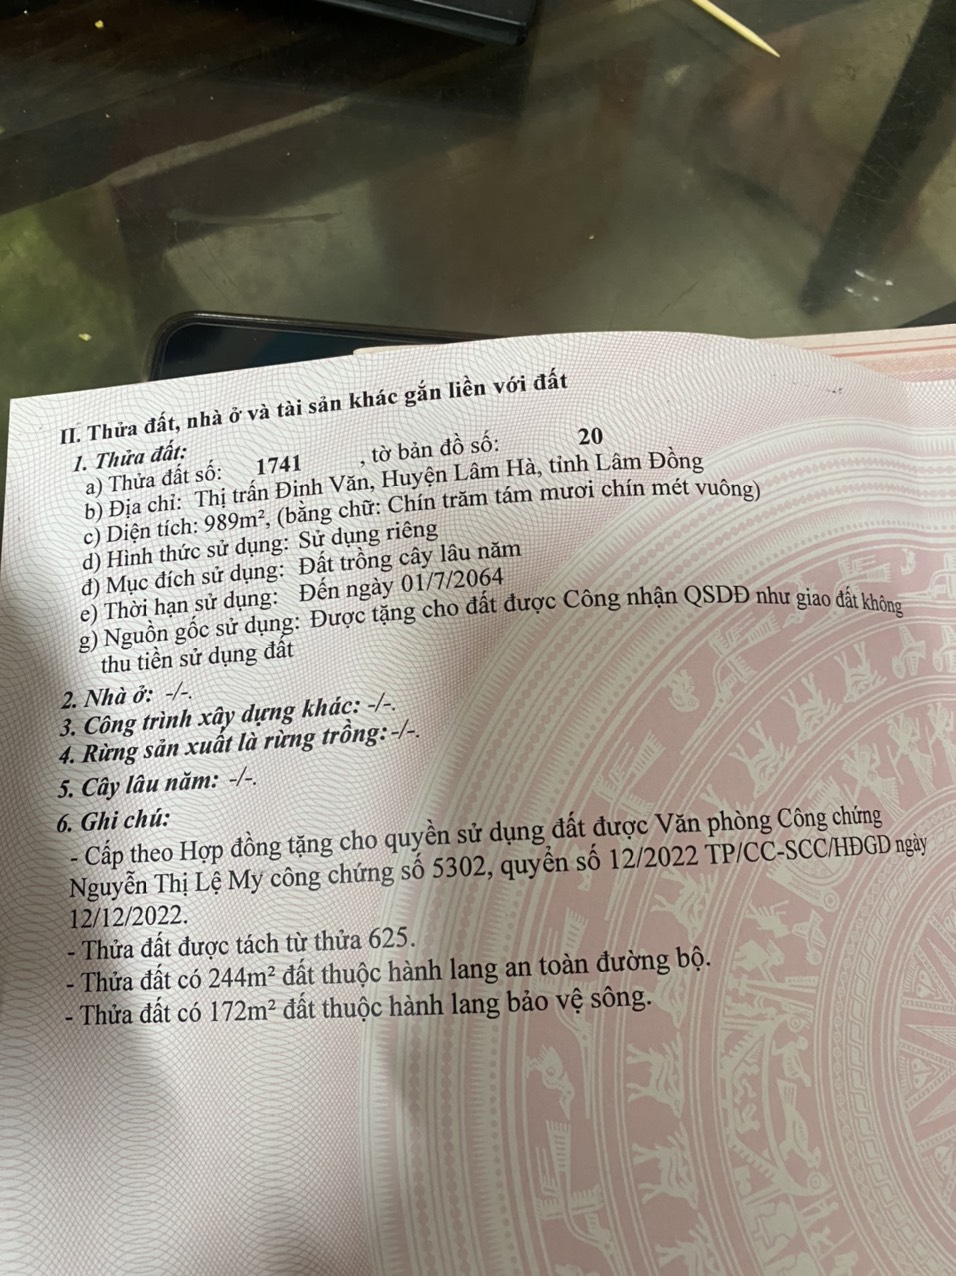 II. Thửa đất, nhà ở và tài sản khác gắn liền với đất
1. Thửa đất:
a) Thửa đất số: 1741 , tờ bản đồ số: 20
b) Địa chỉ: Thị trấn Đinh Văn, Huyện Lâm Hà, tỉnh Lâm Đồng
c) Diện tích: 989m², (bằng chữ: Chín trăm tám mươi chín mét vuông)
d) Hình thức sử dụng: Sử dụng riêng
đ) Mục đích sử dụng: Đất trồng cây lâu năm
e) Thời hạn sử dụng: Đến ngày 01/7/2064
g) Nguồn gốc sử dụng: Được tặng cho đất được Công nhận QSDĐ như giao đất không
thu tiền sử dụng đất
2. Nhà ở: -/-.
3. Công trình xây dựng khác: -/-.
4. Rừng sản xuất là rừng trồng: -/-.
5. Cây lâu năm: -/-.
6. Ghi chú:
- Cấp theo Hợp đồng tặng cho quyền sử dụng đất được Văn phòng Công chứng
Nguyễn Thị Lệ My công chứng số 5302, quyển số 12/2022 TP/CC-SCC/HĐGD ngày
12/12/2022.
- Thửa đất được tách từ thửa 625.
- Thửa đất có 244m² đất thuộc hành lang an toàn đường bộ.
- Thửa đất có 172m² đất thuộc hành lang bảo vệ sông.